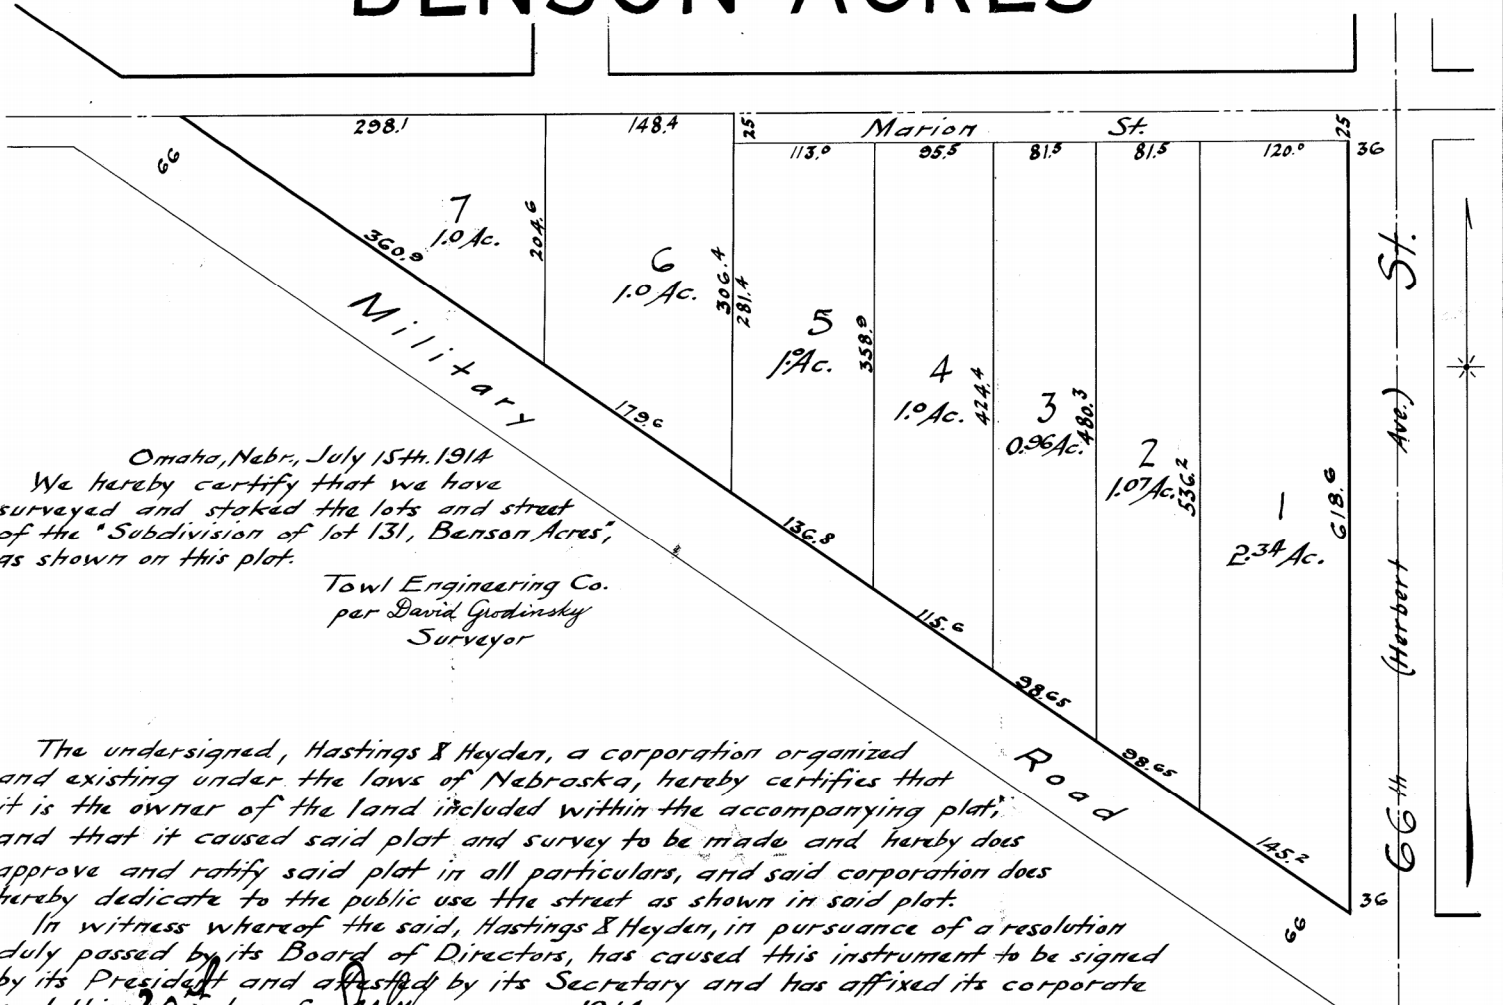 BENSON ACRES
298.1
148.4
25
Marion St.
25
113.0
95.5
81.5
81.5
120.0
36
66
7
1.0 Ac.
204.6
360.9
6
1.0 Ac.
306.4
281.4
5
1.0 Ac.
358.9
4
1.0 Ac.
424.4
3
0.96 Ac.
480.3
2
1.07 Ac.
536.2
1
2.34 Ac.
618.6
66th (Herbert Ave.) St.
Military Road
179.6
136.8
115.6
98.65
98.65
145.2
36
66
Omaha, Nebr., July 15th. 1914
We hereby certify that we have
surveyed and staked the lots and street
of the "Subdivision of lot 131, Benson Acres",
as shown on this plat.
Towl Engineering Co.
per David Grodinsky
Surveyor
The undersigned, Hastings & Heyden, a corporation organized
and existing under the laws of Nebraska, hereby certifies that
it is the owner of the land included within the accompanying plat,
and that it caused said plat and survey to be made and hereby does
approve and ratify said plat in all particulars, and said corporation does
hereby dedicate to the public use the street as shown in said plat.
In witness whereof the said, Hastings & Heyden, in pursuance of a resolution
duly passed by its Board of Directors, has caused this instrument to be signed
by its President and attested by its Secretary and has affixed its corporate